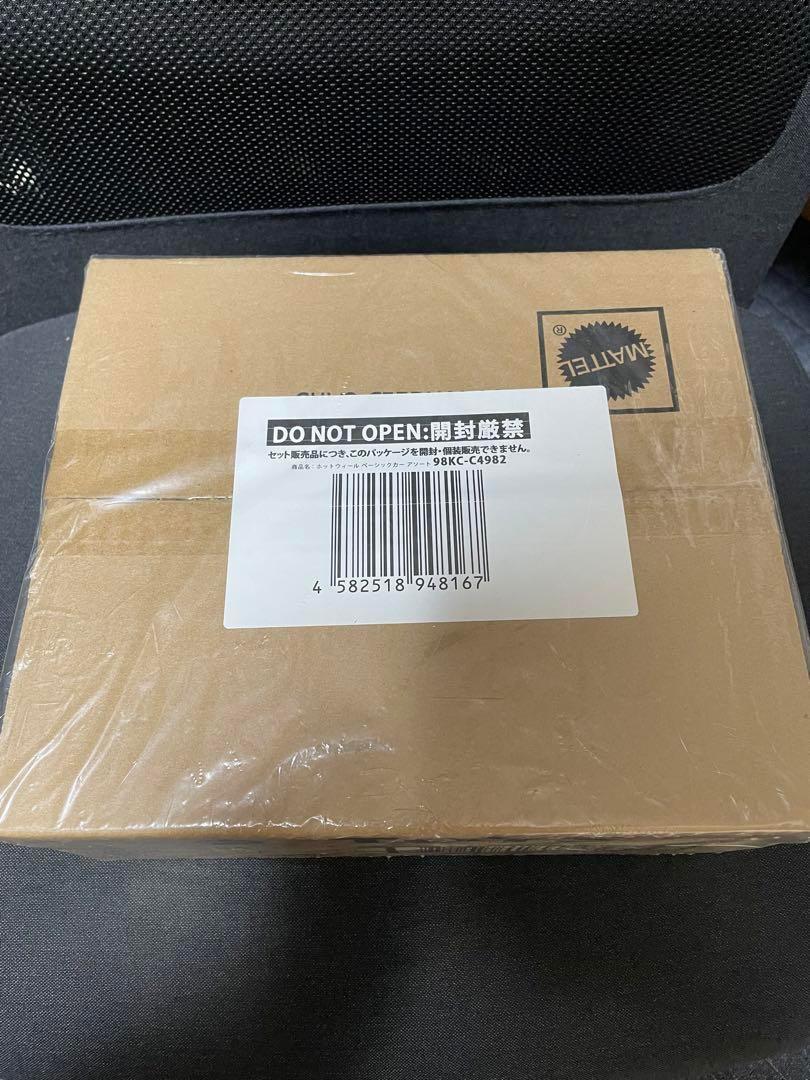 MATTEL
®
DO NOT OPEN:開封厳禁
セット販売品につき、このパッケージを開封・個装販売できません。
商品名：ホットウィール ベーシックカー アソート 98KC-C4982
4 582518 948167